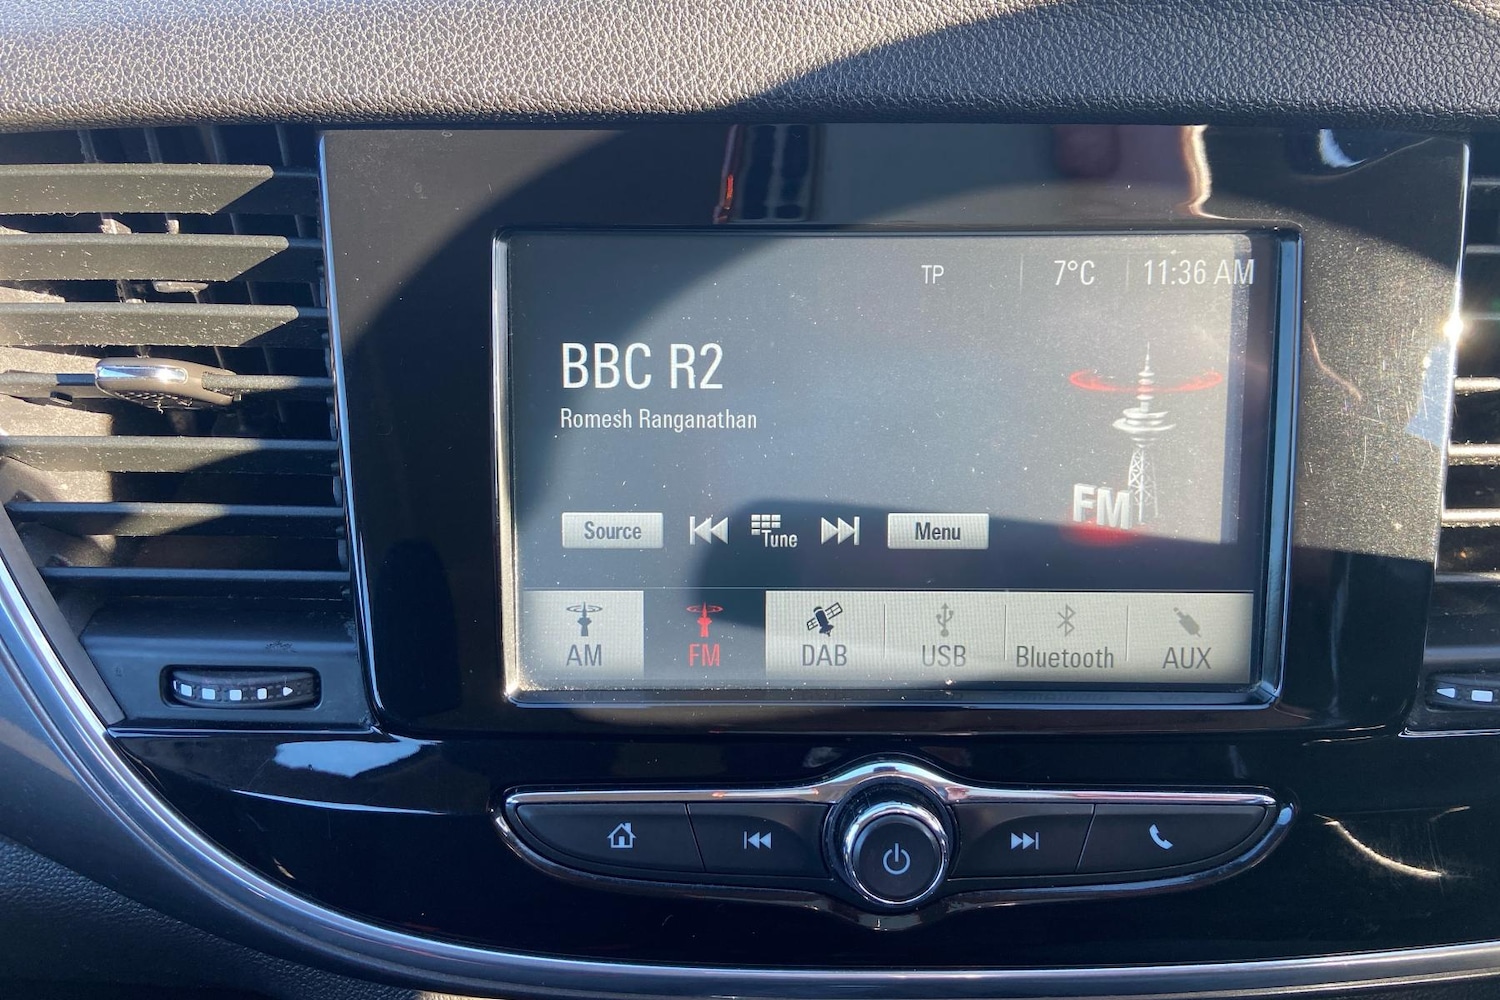 TP 7°C 11:36 AM
BBC R2
Romesh Ranganathan
FM
Source Tune Menu
AM FM DAB USB Bluetooth AUX